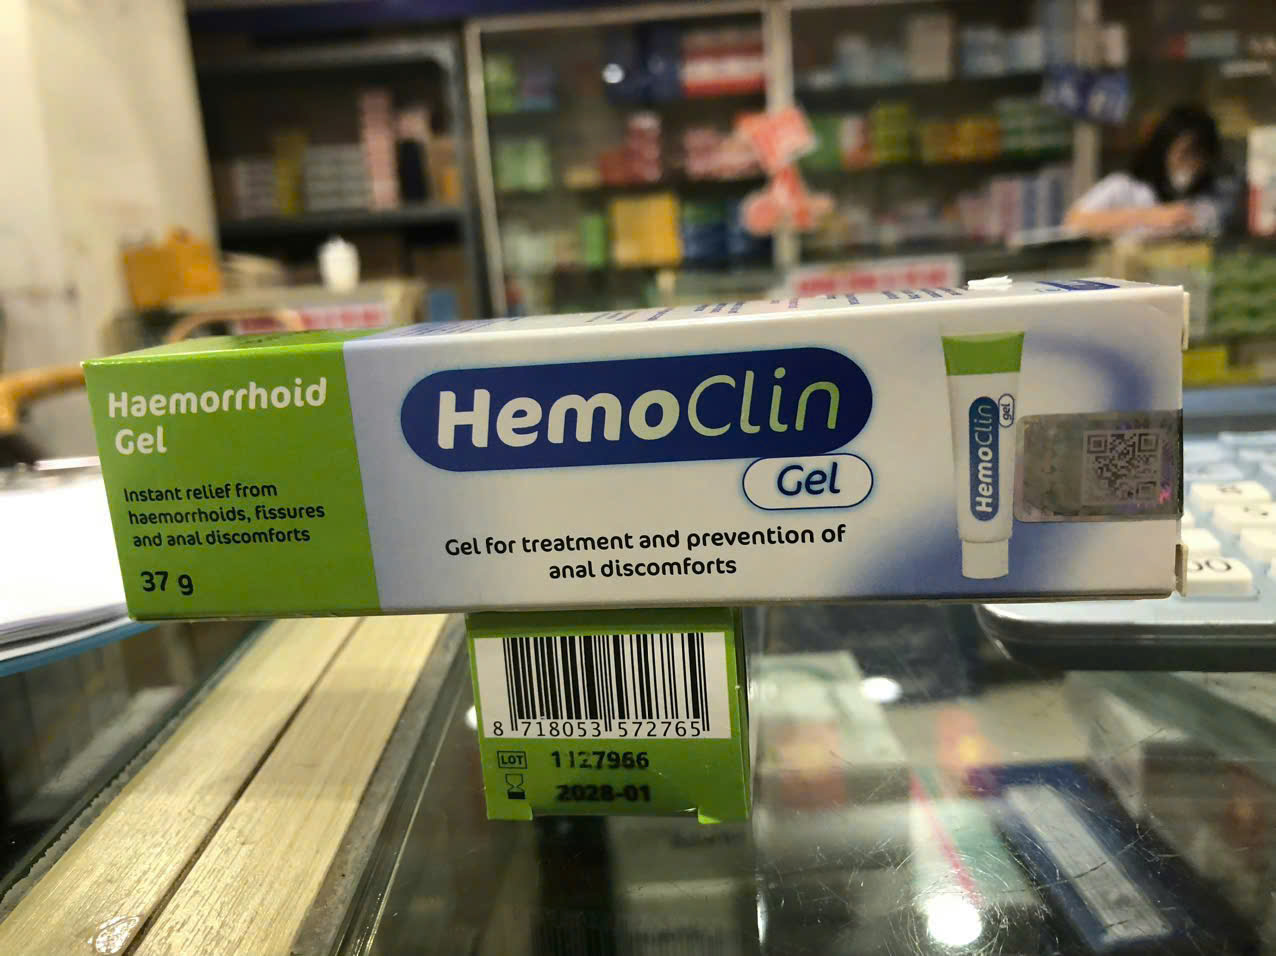 Haemorrhoid
Gel
Instant relief from
haemorrhoids, fissures
and anal discomforts
37 g
HemoClin
Gel
Gel for treatment and prevention of
anal discomforts
HemoClin gel
8 718053 572765
LOT 1127966
2028-01